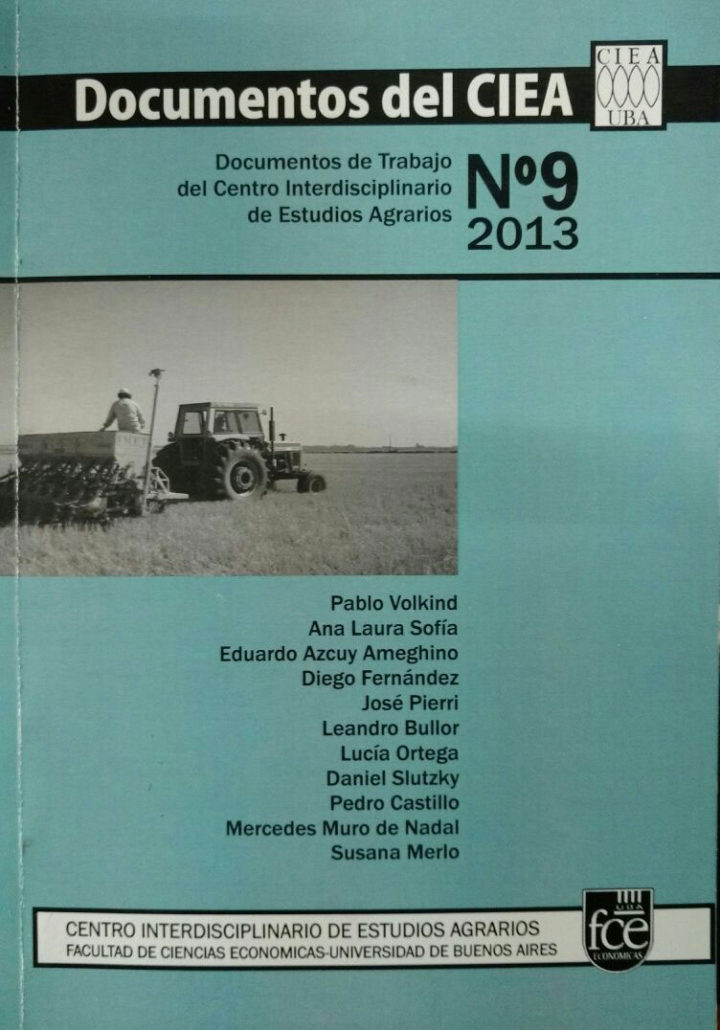 Documentos del CIEA
CIEA
UBA
Documentos de Trabajo
del Centro Interdisciplinario
de Estudios Agrarios
Nº9
2013
Pablo Volkind
Ana Laura Sofía
Eduardo Azcuy Ameghino
Diego Fernández
José Pierri
Leandro Bullor
Lucía Ortega
Daniel Slutzky
Pedro Castillo
Mercedes Muro de Nadal
Susana Merlo
CENTRO INTERDISCIPLINARIO DE ESTUDIOS AGRARIOS
FACULTAD DE CIENCIAS ECONOMICAS-UNIVERSIDAD DE BUENOS AIRES
UBA
fce
ECONOMICAS